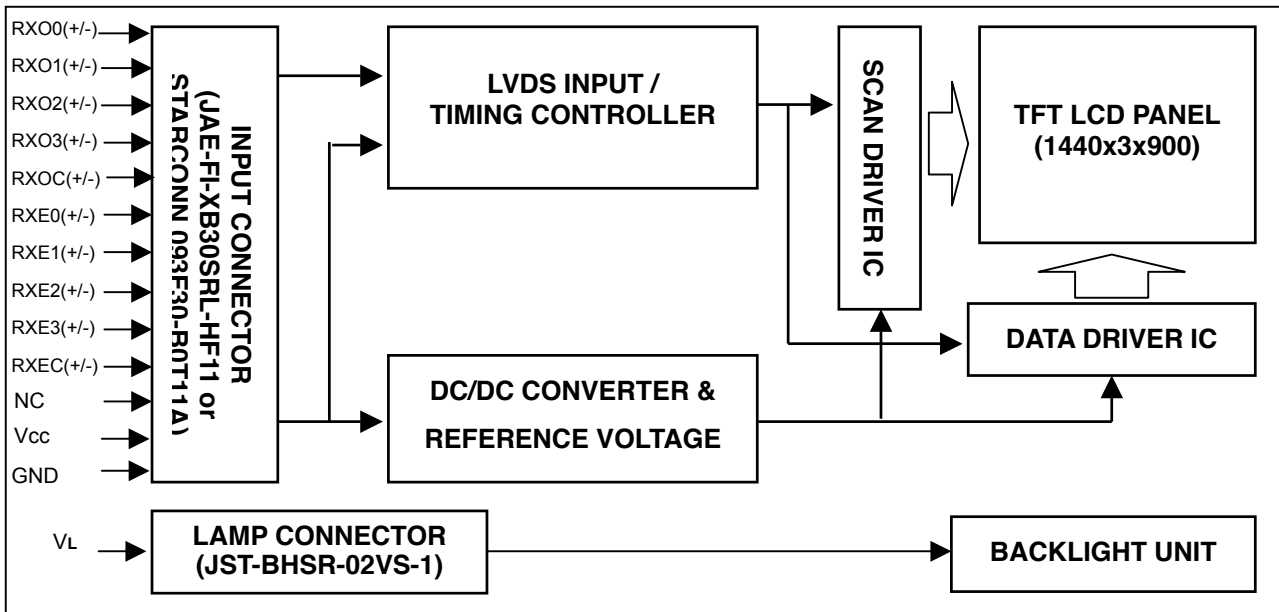 RXO0(+/-)
RXO1(+/-)
RXO2(+/-)
RXO3(+/-)
RXOC(+/-)
RXE0(+/-)
RXE1(+/-)
RXE2(+/-)
RXE3(+/-)
RXEC(+/-)
NC
Vcc
GND
VL
INPUT CONNECTOR
(JAE-FI-XB30SRL-HF11 or
STARCONN 093F30-B0T11A)
LVDS INPUT /
TIMING CONTROLLER
SCAN DRIVER IC
TFT LCD PANEL
(1440x3x900)
DATA DRIVER IC
DC/DC CONVERTER &
REFERENCE VOLTAGE
LAMP CONNECTOR
(JST-BHSR-02VS-1)
BACKLIGHT UNIT